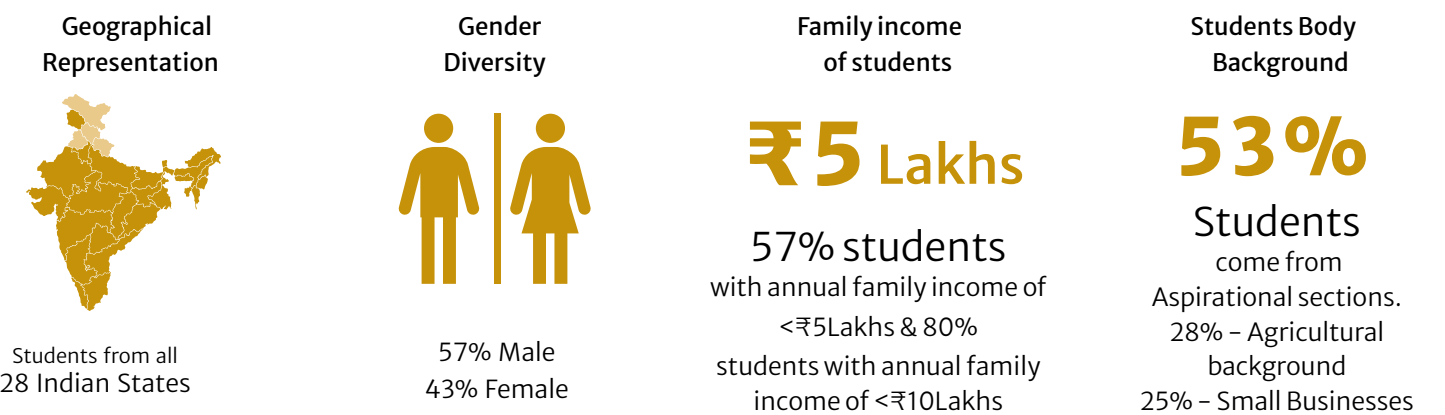 Geographical
Representation
Students from all
28 Indian States
Gender
Diversity
57% Male
43% Female
Family income
of students
₹5 Lakhs
57% students
with annual family income of
<₹5Lakhs & 80%
students with annual family
income of <₹10Lakhs
Students Body
Background
53%
Students
come from
Aspirational sections.
28% – Agricultural
background
25% – Small Businesses